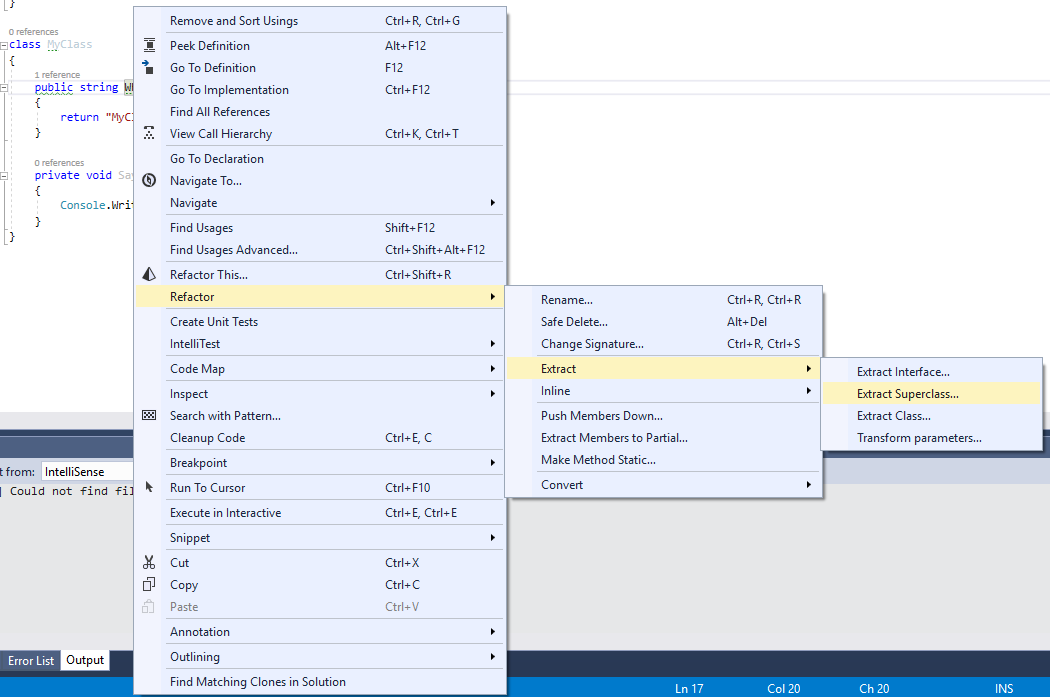 }
0 references
class MyClass
{
1 reference
public string
{
return "MyC
}
0 references
private void Say
{
Console.Writ
}
}
Remove and Sort Usings Ctrl+R, Ctrl+G
Peek Definition Alt+F12
Go To Definition F12
Go To Implementation Ctrl+F12
Find All References
View Call Hierarchy Ctrl+K, Ctrl+T
Go To Declaration
Navigate To...
Navigate
Find Usages Shift+F12
Find Usages Advanced... Ctrl+Shift+Alt+F12
Refactor This... Ctrl+Shift+R
Refactor
Create Unit Tests
IntelliTest
Code Map
Inspect
Search with Pattern...
Cleanup Code Ctrl+E, C
Breakpoint
Run To Cursor Ctrl+F10
Execute in Interactive Ctrl+E, Ctrl+E
Snippet
Cut Ctrl+X
Copy Ctrl+C
Paste Ctrl+V
Annotation
Outlining
Find Matching Clones in Solution
Rename... Ctrl+R, Ctrl+R
Safe Delete... Alt+Del
Change Signature... Ctrl+R, Ctrl+S
Extract
Inline
Push Members Down...
Extract Members to Partial...
Make Method Static...
Convert
Extract Interface...
Extract Superclass...
Extract Class...
Transform parameters...
t from: IntelliSense
Could not find fil
Error List Output
Ln 17 Col 20 Ch 20 INS